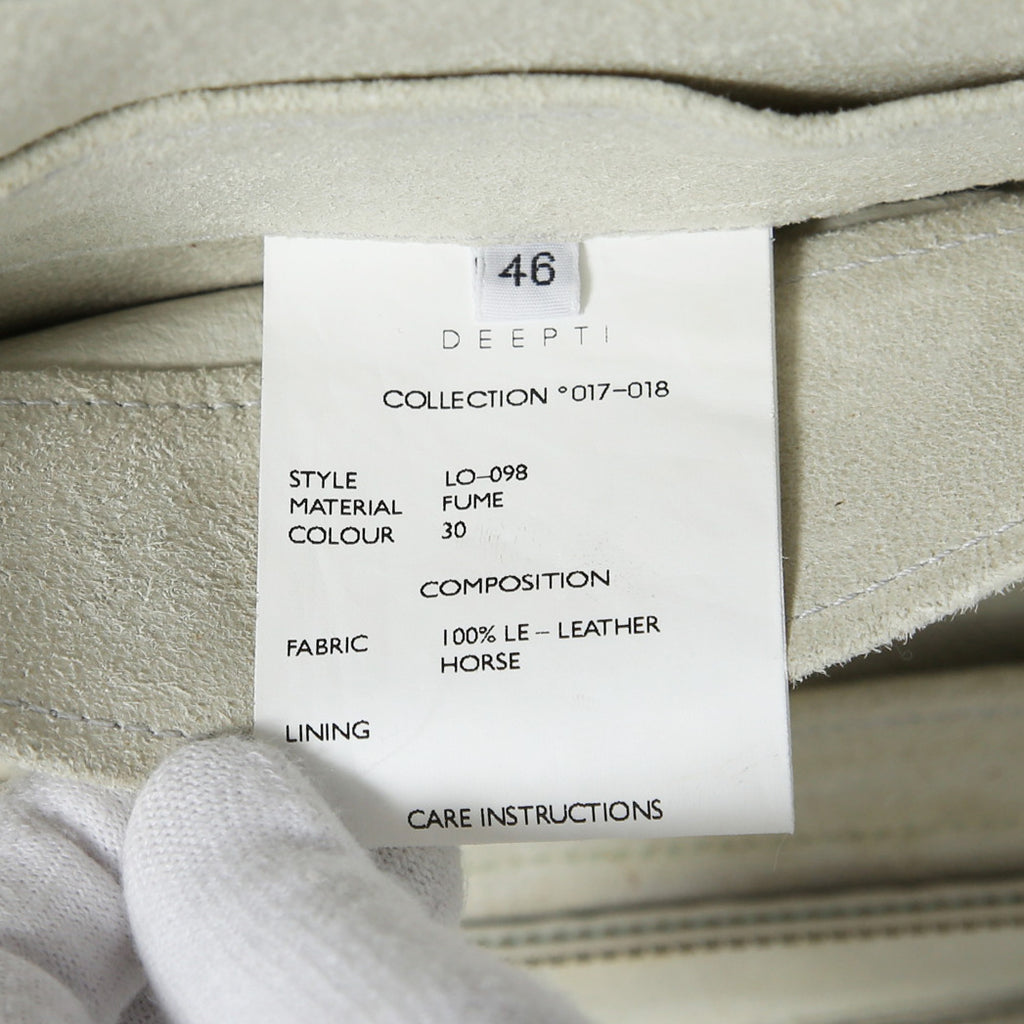 46
DEEPTI
COLLECTION °017-018
STYLE LO-098
MATERIAL FUME
COLOUR 30
COMPOSITION
FABRIC 100% LE - LEATHER
HORSE
LINING
CARE INSTRUCTIONS